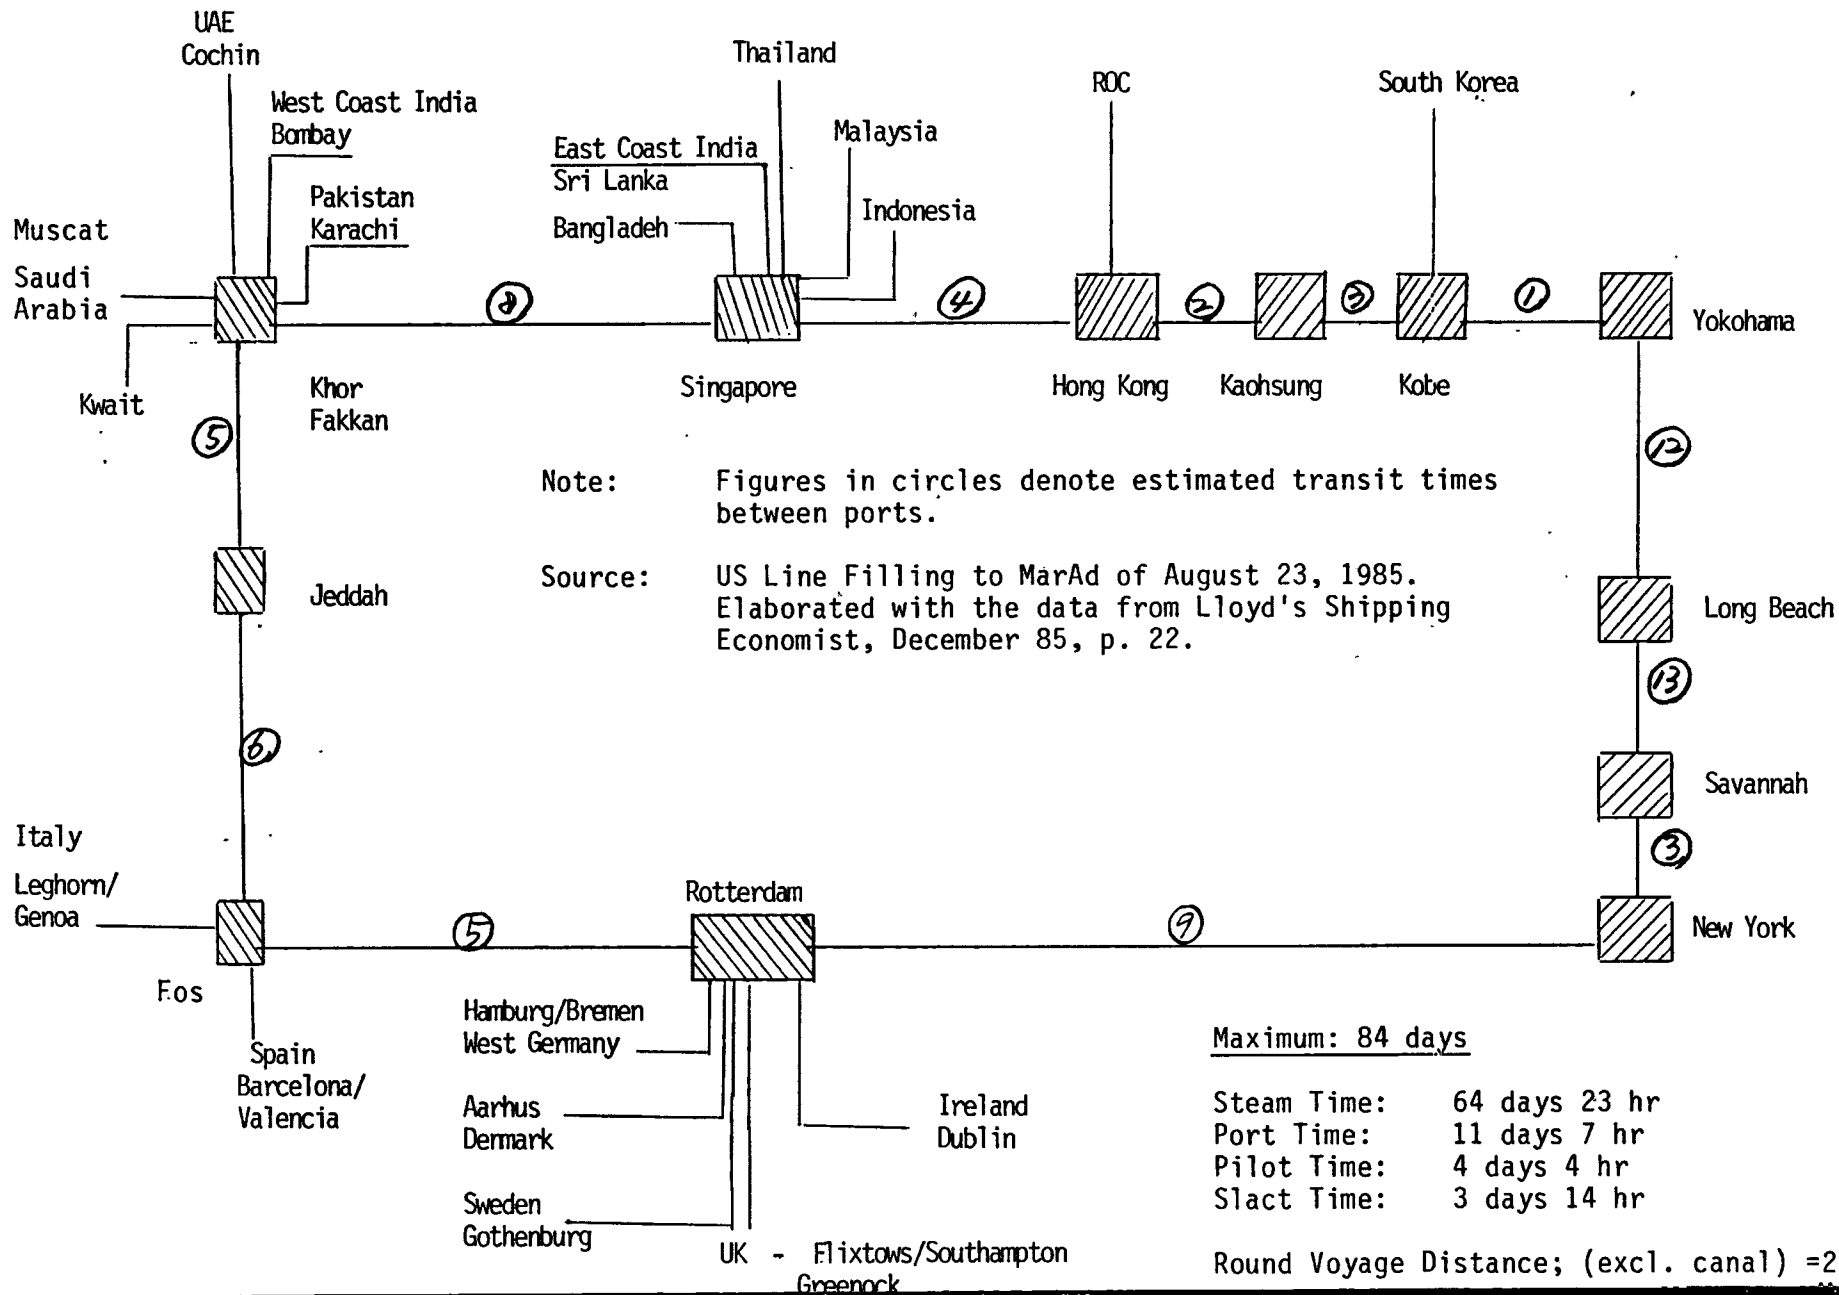 UAE
Cochin
West Coast India
Bombay
Pakistan
Karachi
Muscat
Saudi
Arabia
Kwait
Khor
Fakkan
Thailand
East Coast India
Sri Lanka
Bangladeh
Malaysia
Indonesia
Singapore
ROC
Hong Kong
Kaohsung
South Korea
Kobe
Yokohama
8
4
2
3
1
5
12
Note: Figures in circles denote estimated transit times
between ports.
Source: US Line Filling to MarAd of August 23, 1985.
Elaborated with the data from Lloyd's Shipping
Economist, December 85, p. 22.
Jeddah
Long Beach
13
6
Savannah
3
Italy
Leghorn/
Genoa
Fos
Spain
Barcelona/
Valencia
5
Rotterdam
9
New York
Hamburg/Bremen
West Germany
Aarhus
Denmark
Sweden
Gothenburg
UK - Flixtows/Southampton
Greenock
Ireland
Dublin
Maximum: 84 days
Steam Time: 64 days 23 hr
Port Time: 11 days 7 hr
Pilot Time: 4 days 4 hr
Slact Time: 3 days 14 hr
Round Voyage Distance; (excl. canal) =2